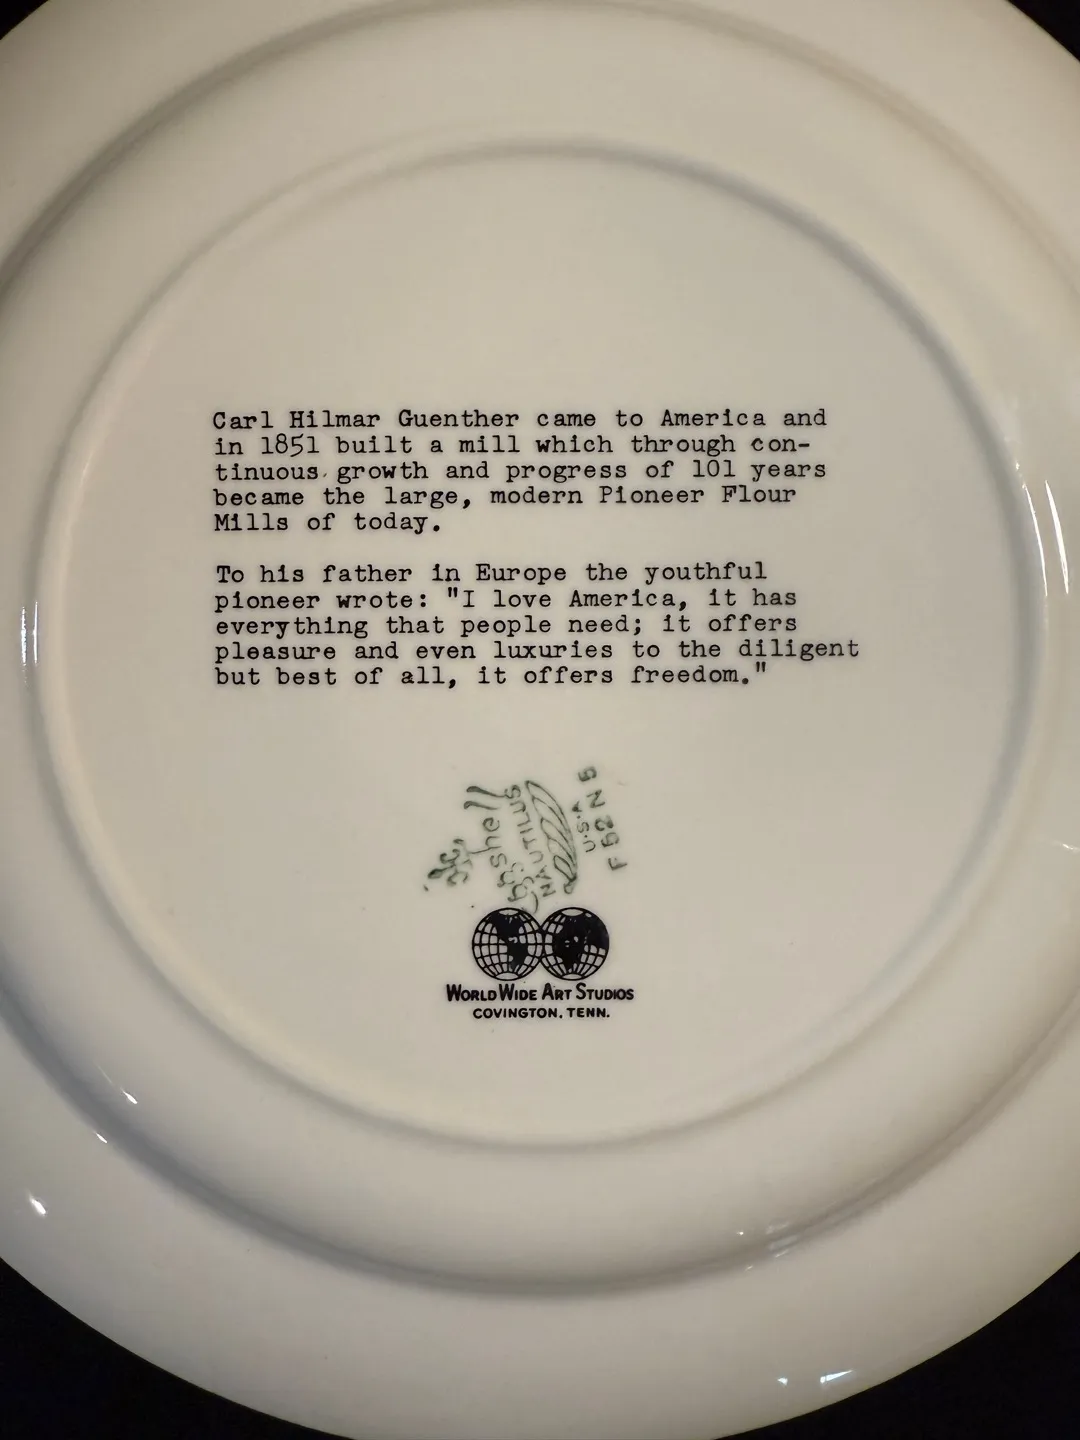 Carl Hilmar Guenther came to America and
in 1851 built a mill which through con-
tinuous growth and progress of 101 years
became the large, modern Pioneer Flour
Mills of today.
To his father in Europe the youthful
pioneer wrote: "I love America, it has
everything that people need; it offers
pleasure and even luxuries to the diligent
but best of all, it offers freedom."
Eggshell
NAUTILUS
U.S.A
F 52 N 5
WORLD WIDE ART STUDIOS
COVINGTON, TENN.